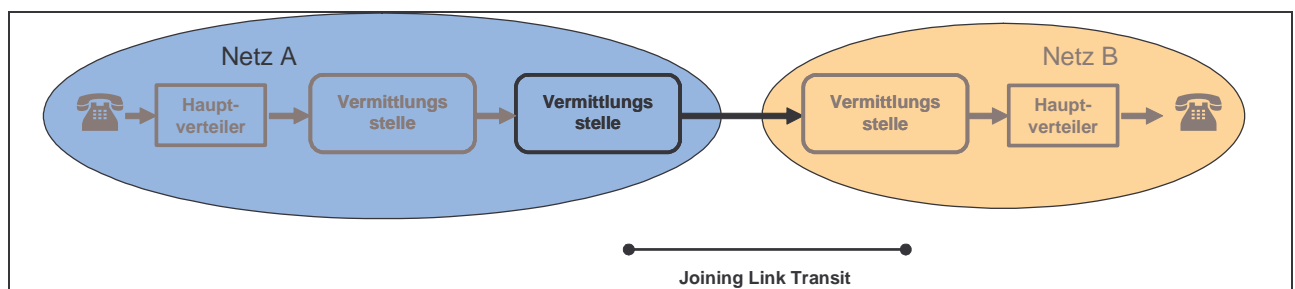 Netz A
Netz B
Haupt-
verteiler
Vermittlungs
stelle
Vermittlungs
stelle
Vermittlungs
stelle
Haupt-
verteiler
Joining Link Transit